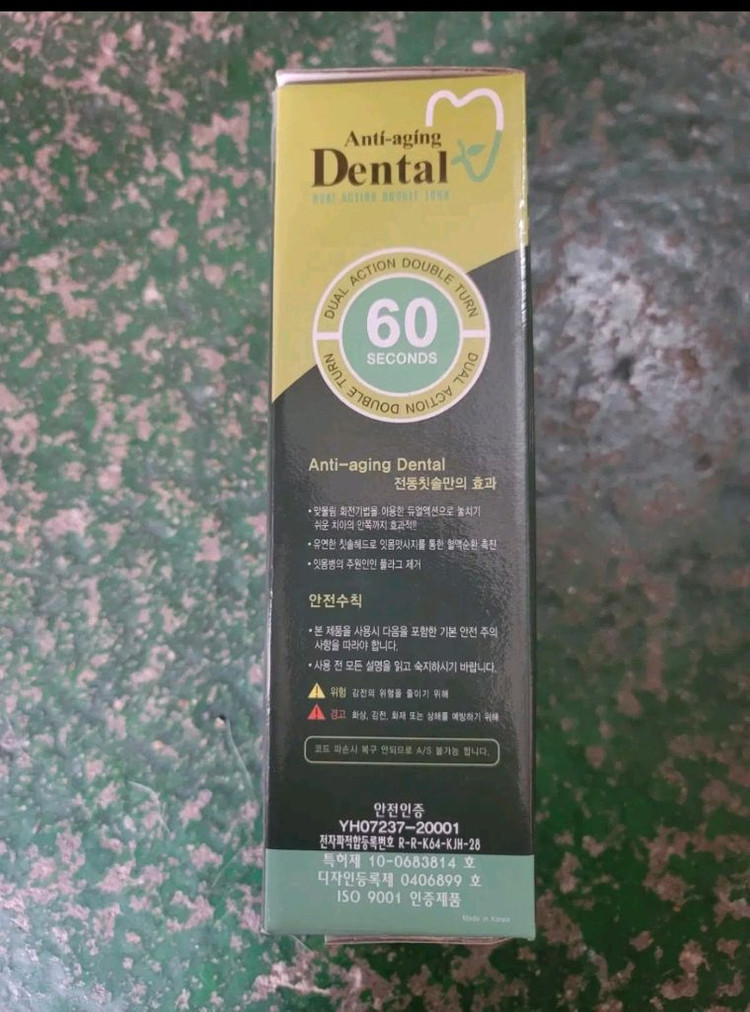 Anti-aging
Dental
DUAL ACTION DOUBLE TURN
DUAL ACTION DOUBLE TURN
60
SECONDS
DUAL ACTION DOUBLE TURN
Anti-aging Dental
전동칫솔만의 효과
• 맞물림 회전기법을 이용한 듀얼액션으로 놓치기
쉬운 치아의 안쪽까지 효과적!!
• 유연한 칫솔헤드로 잇몸맛사지를 통한 혈액순환 촉진
• 잇몸병의 주원인인 플라그 제거
안전수칙
• 본 제품을 사용시 다음을 포함한 기본 안전 주의
사항을 따라야 합니다.
• 사용 전 모든 설명을 읽고 숙지하시기 바랍니다.
위험 감전의 위험을 줄이기 위해
경고 화상, 감전, 화재 또는 상해를 예방하기 위해
코드 파손시 복구 안되므로 A/S 불가능 합니다.
안전인증
YH07237-20001
전자파적합등록번호 R-R-K64-KJH-28
특허제 10-0683814 호
디자인등록제 0406899 호
ISO 9001 인증제품
Made in Korea